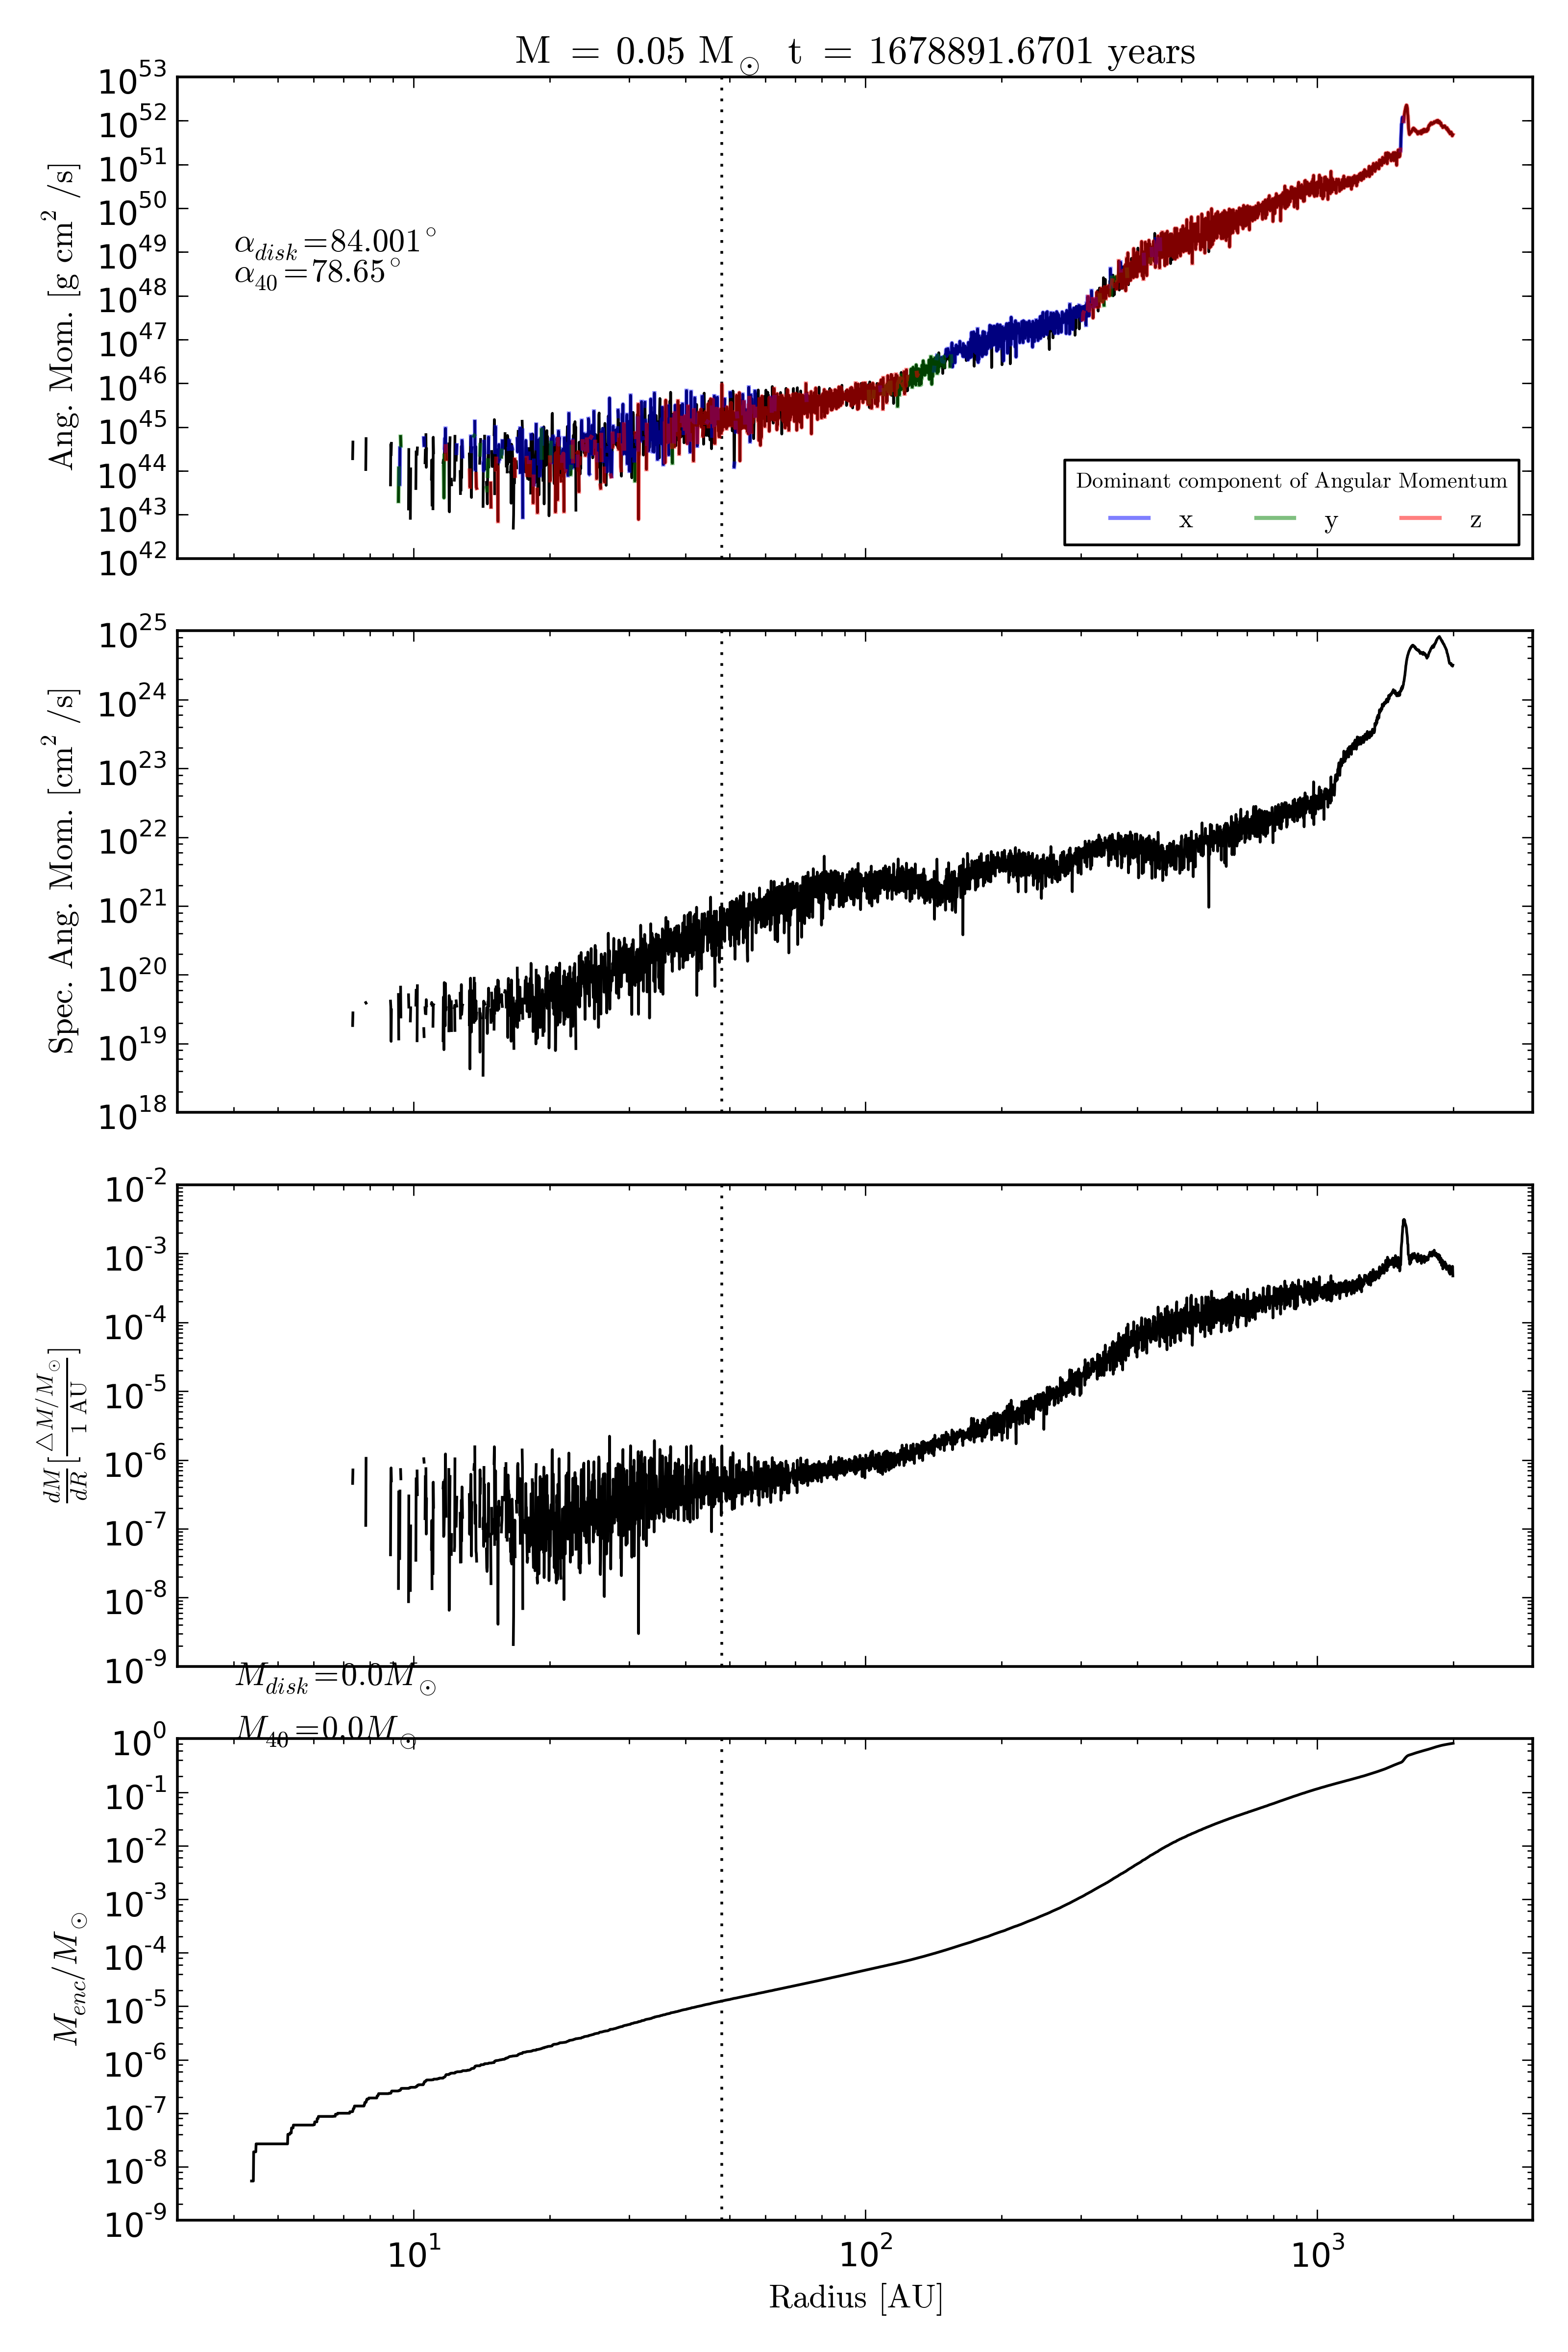 M = 0.05 M⊙ t = 1678891.6701 years
10^53
10^52
10^51
10^50
10^49
10^48
10^47
10^46
10^45
10^44
10^43
10^42
Ang. Mom. [g cm² /s]
α_disk=84.001°
α_40=78.65°
Dominant component of Angular Momentum
x y z
10^25
10^24
10^23
10^22
10^21
10^20
10^19
10^18
Spec. Ang. Mom. [cm² /s]
10^-2
10^-3
10^-4
10^-5
10^-6
10^-7
10^-8
10^-9
dM/dR [△M/M⊙ / 1 AU]
M_disk=0.0M⊙
M_40=0.0M⊙
10^0
10^-1
10^-2
10^-3
10^-4
10^-5
10^-6
10^-7
10^-8
10^-9
M_enc/M⊙
10^1 10^2 10^3
Radius [AU]